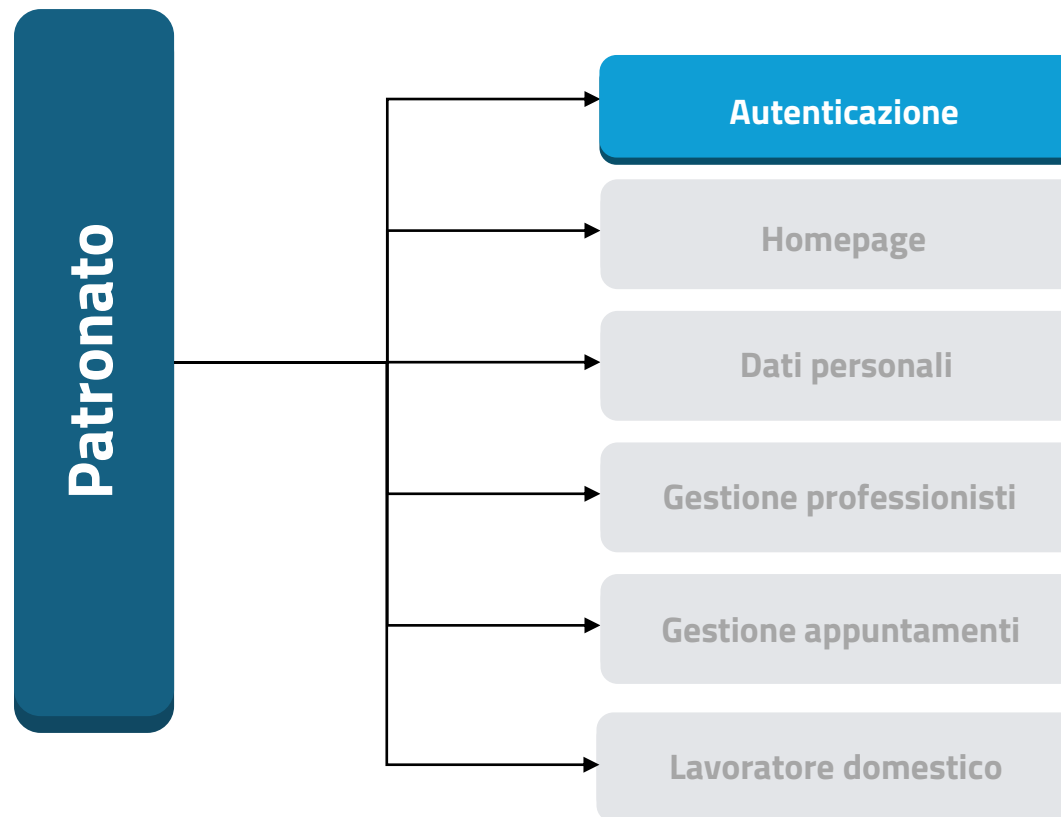 Patronato
Autenticazione
Homepage
Dati personali
Gestione professionisti
Gestione appuntamenti
Lavoratore domestico